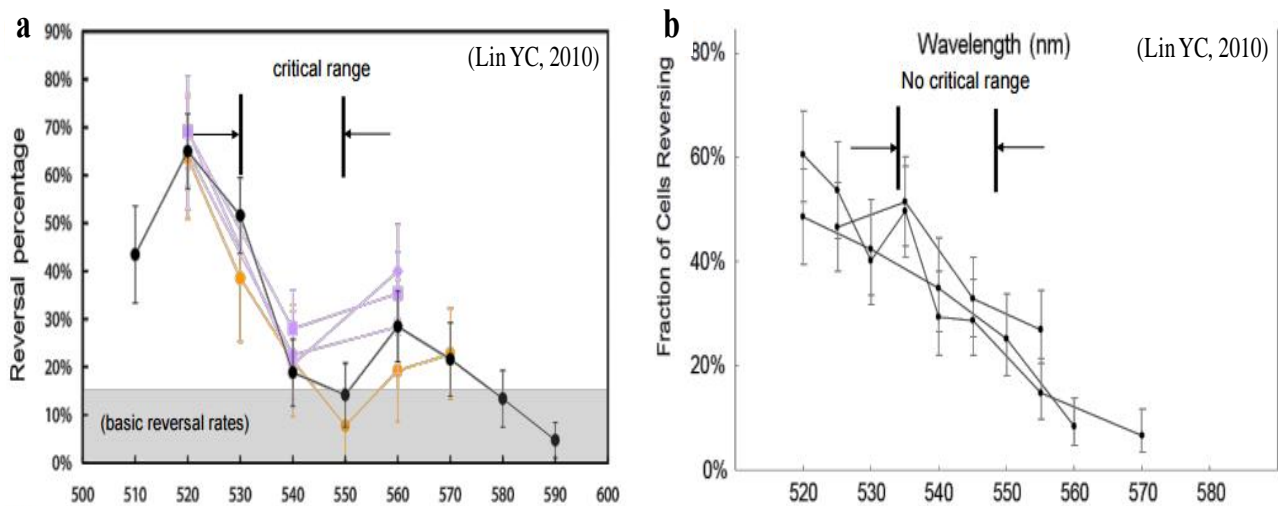 a
(Lin YC, 2010)
critical range
Reversal percentage
90%
80%
70%
60%
50%
40%
30%
20%
10%
0%
(basic reversal rates)
500 510 520 530 540 550 560 570 580 590 600
b
Wavelength (nm)
(Lin YC, 2010)
No critical range
Fraction of Cells Reversing
80%
60%
40%
20%
0%
520 530 540 550 560 570 580